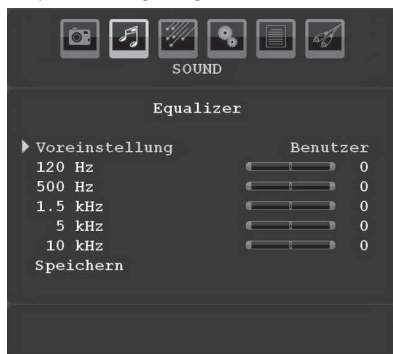 SOUND
Equalizer
Voreinstellung Benutzer
120 Hz 0
500 Hz 0
1.5 kHz 0
5 kHz 0
10 kHz 0
Speichern